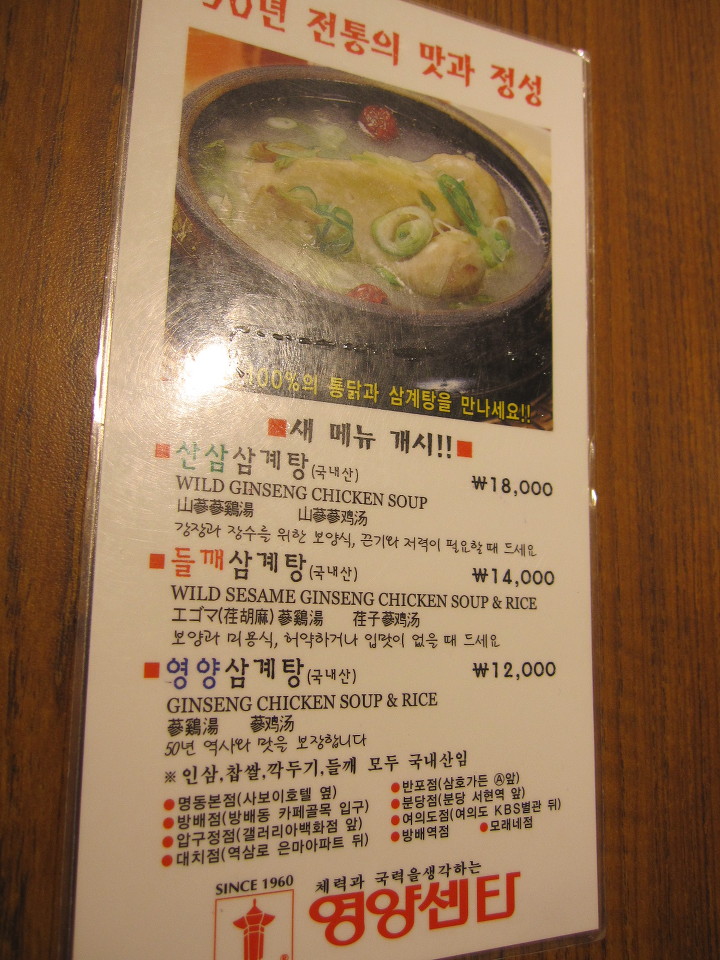 50년 전통의 맛과 정성
100%의 통닭과 삼계탕을 만나세요!!
■새 메뉴 개시!!■
■산삼삼계탕(국내산) ₩18,000
WILD GINSENG CHICKEN SOUP
山蔘蔘鷄湯 山蔘蔘鸡汤
강장과 장수를 위한 보양식, 끈기와 저력이 필요할 때 드세요
■들깨삼계탕(국내산) ₩14,000
WILD SESAME GINSENG CHICKEN SOUP & RICE
エゴマ(荏胡麻)蔘鷄湯 荏子蔘鸡汤
보양과 미용식, 허약하거나 입맛이 없을 때 드세요
■영양삼계탕(국내산) ₩12,000
GINSENG CHICKEN SOUP & RICE
蔘鷄湯 蔘鸡汤
50년 역사와 맛을 보장합니다
※인삼,찹쌀,깍두기,들깨 모두 국내산임
●명동본점(사보이호텔 옆)
●방배점(방배동 카페골목 입구)
●압구정점(갤러리아백화점 앞)
●대치점(역삼로 은마아파트 뒤)
●반포점(삼호가든 Ⓐ앞)
●분당점(분당 서현역 앞)
●여의도점(여의도 KBS별관 뒤)
●방배역점 ●모래네점
SINCE 1960
체력과 국력을생각하는
영양센타
®